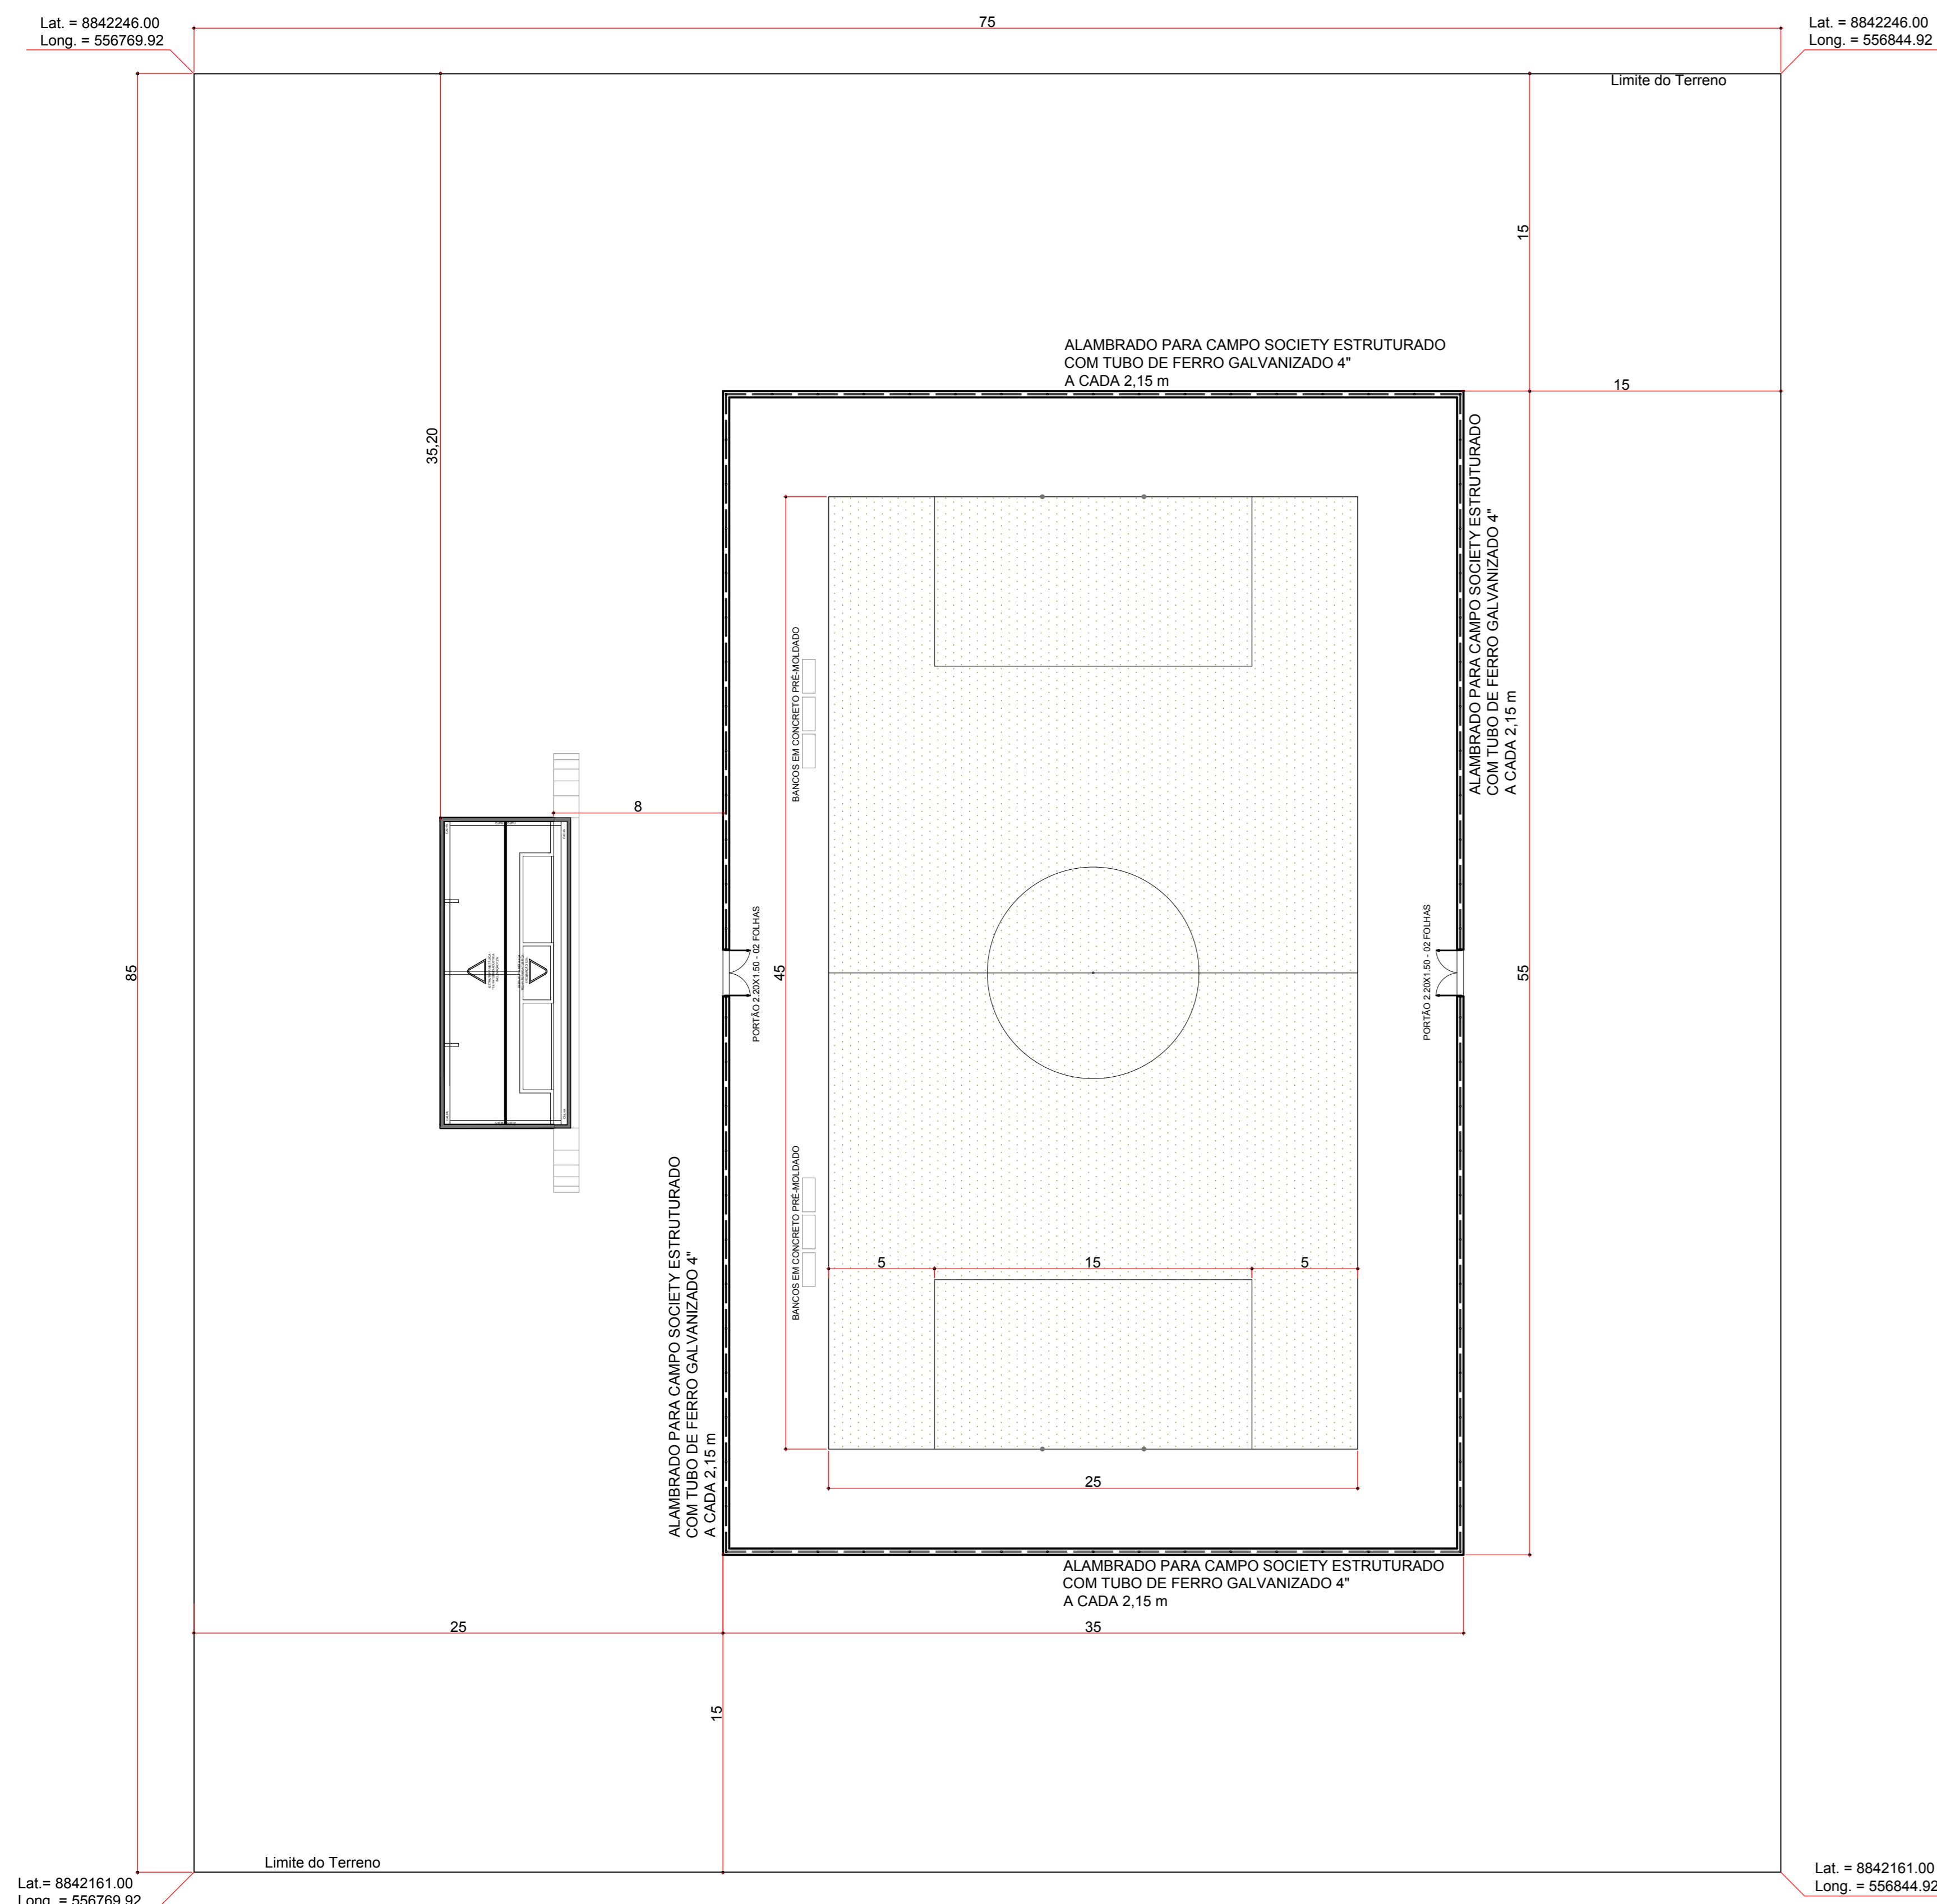 Lat. = 8842246.00
Long. = 556769.92
75
Lat. = 8842246.00
Long. = 556844.92
Limite do Terreno
15
ALAMBRADO PARA CAMPO SOCIETY ESTRUTURADO
COM TUBO DE FERRO GALVANIZADO 4"
A CADA 2,15 m
15
35,20
ALAMBRADO PARA CAMPO SOCIETY ESTRUTURADO
COM TUBO DE FERRO GALVANIZADO 4"
A CADA 2,15 m
BANCOS EM CONCRETO PRÉ-MOLDADO
8
85
PORTÃO 2.20X1.50 - 02 FOLHAS
45
PORTÃO 2.20X1.50 - 02 FOLHAS
55
BANCOS EM CONCRETO PRÉ-MOLDADO
ALAMBRADO PARA CAMPO SOCIETY ESTRUTURADO
COM TUBO DE FERRO GALVANIZADO 4"
A CADA 2,15 m
5
15
5
25
ALAMBRADO PARA CAMPO SOCIETY ESTRUTURADO
COM TUBO DE FERRO GALVANIZADO 4"
A CADA 2,15 m
25
35
15
Limite do Terreno
Lat.= 8842161.00
Long. = 556769.92
Lat. = 8842161.00
Long. = 556844.92